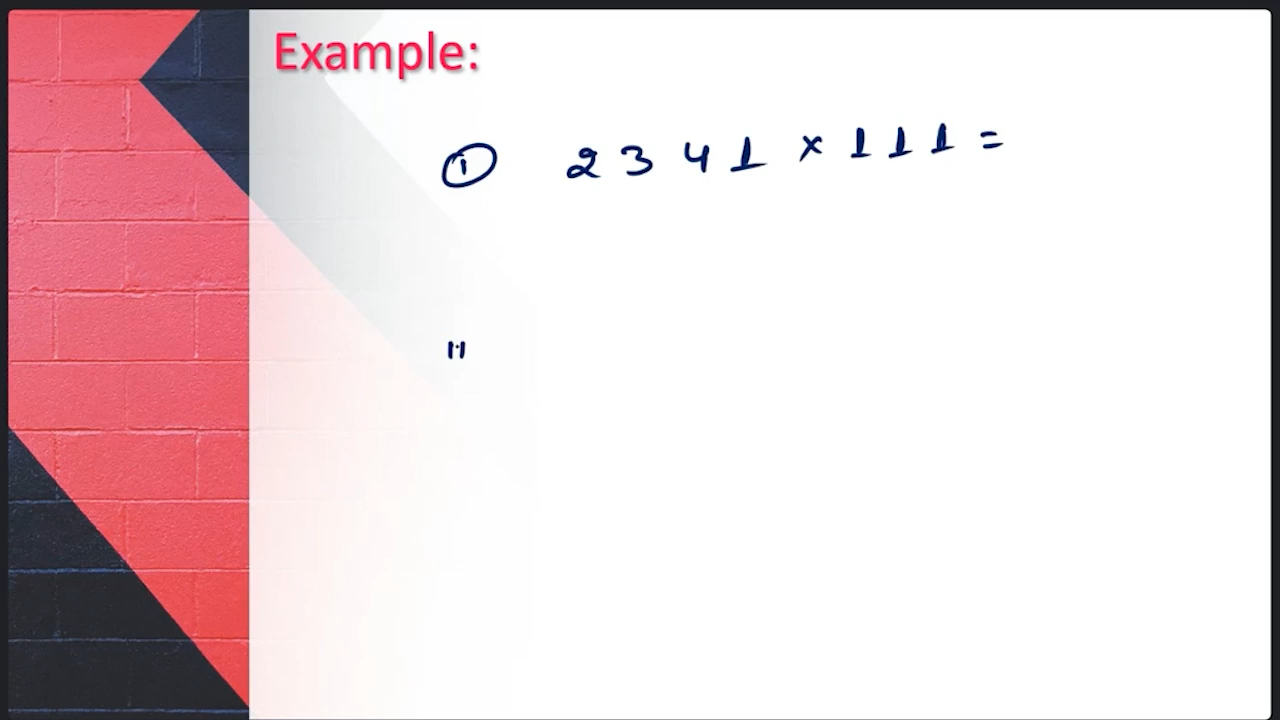 Example:
① 2341 × 111 =